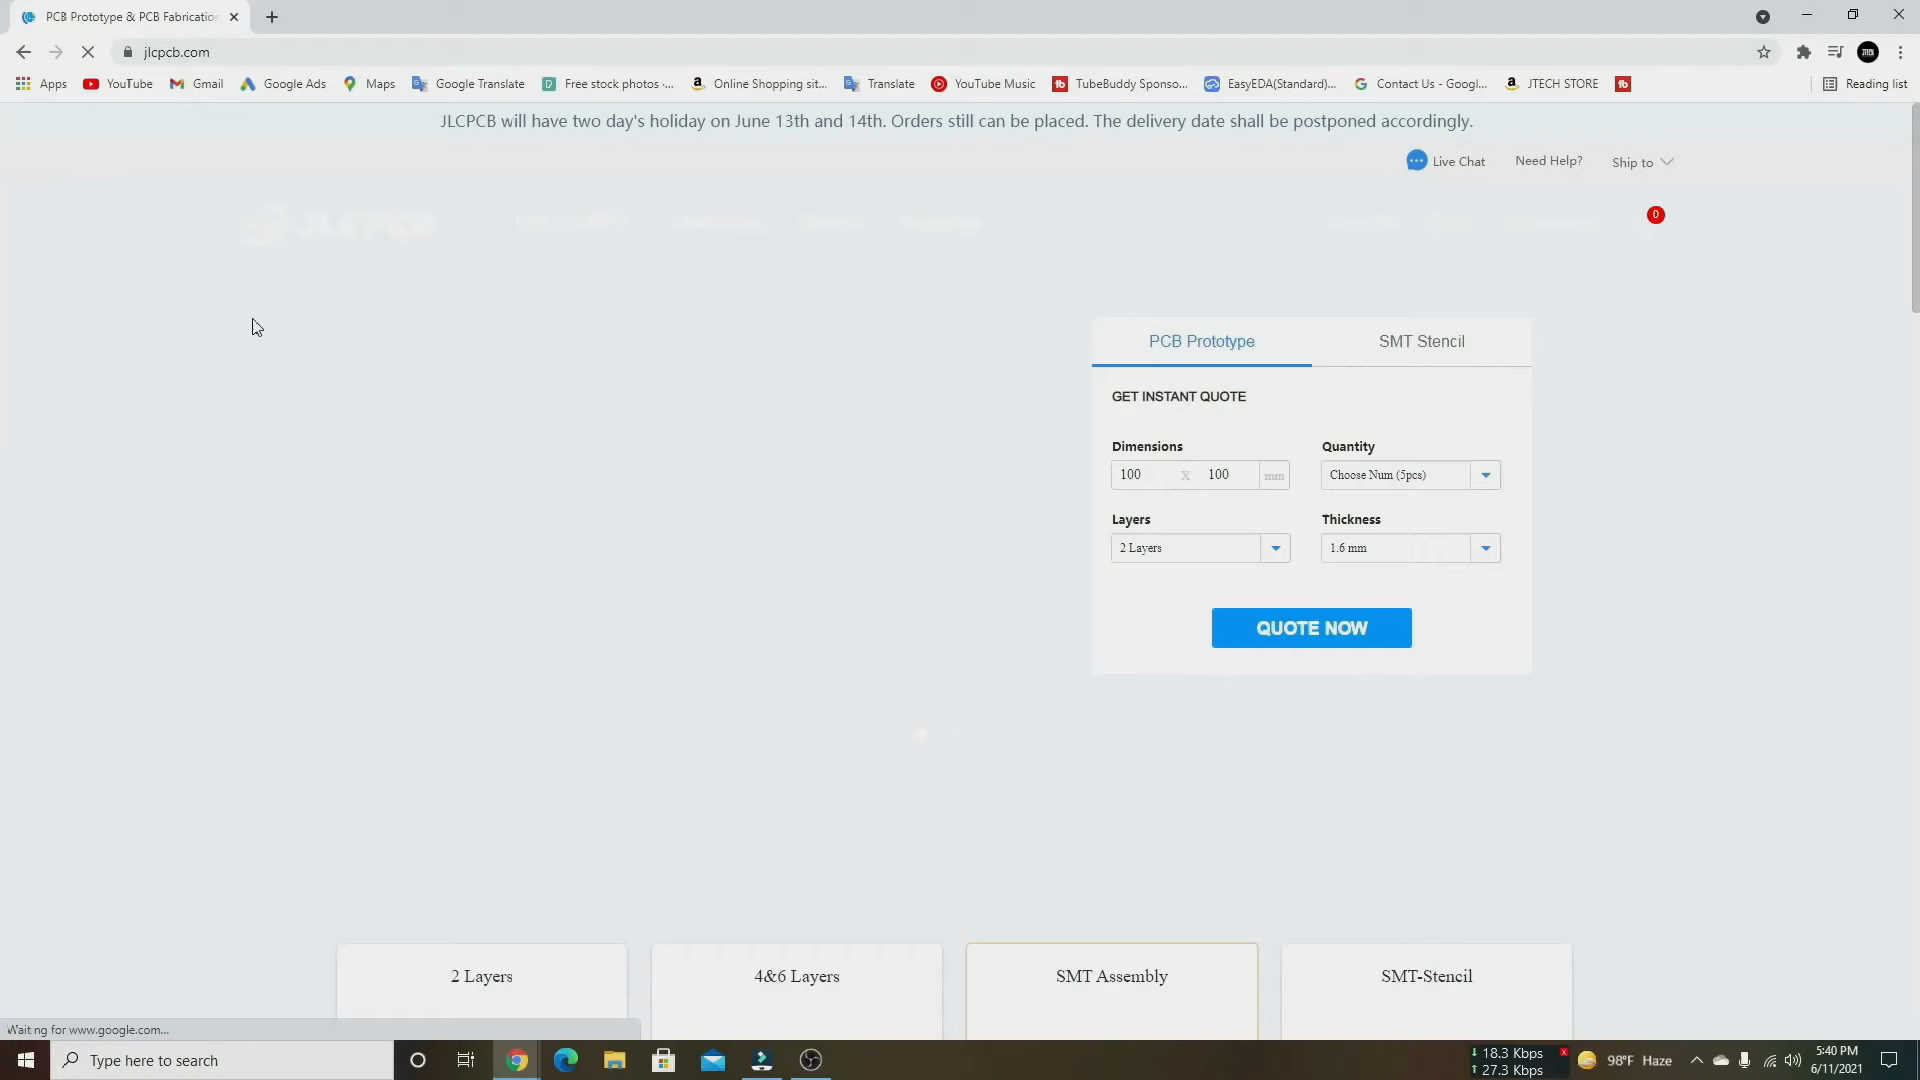 PCB Prototype & PCB Fabrication
jlcpcb.com
Apps YouTube Gmail Google Ads Maps Google Translate Free stock photos -... Online Shopping sit... Translate YouTube Music TubeBuddy Sponso... EasyEDA(Standard)... Contact Us - Googl... JTECH STORE Reading list
JLCPCB will have two day's holiday on June 13th and 14th. Orders still can be placed. The delivery date shall be postponed accordingly.
Live Chat Need Help? Ship to
JLCPCB
0
PCB Prototype SMT Stencil
GET INSTANT QUOTE
Dimensions Quantity
100 X 100 mm Choose Num (5pcs)
Layers Thickness
2 Layers 1.6 mm
QUOTE NOW
2 Layers 4&6 Layers SMT Assembly SMT-Stencil
Waiting for www.google.com...
Type here to search
18.3 Kbps
27.3 Kbps
98°F Haze
5:40 PM
6/11/2021